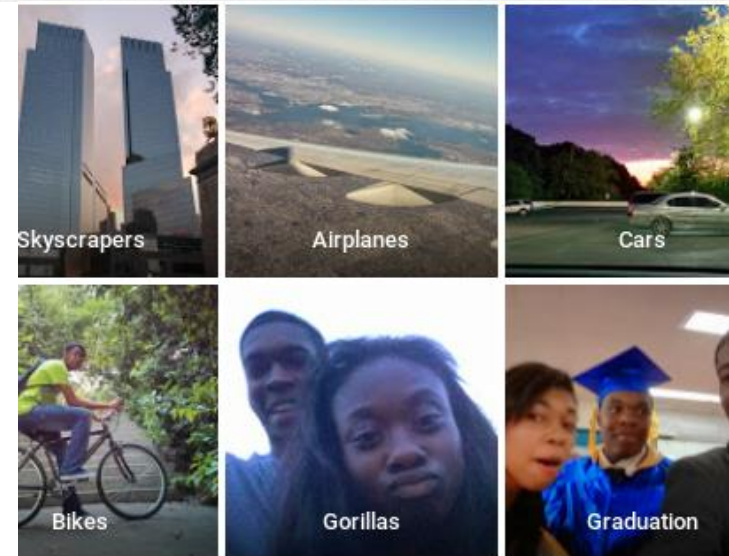 Skyscrapers
Airplanes
Cars
Bikes
Gorillas
Graduation